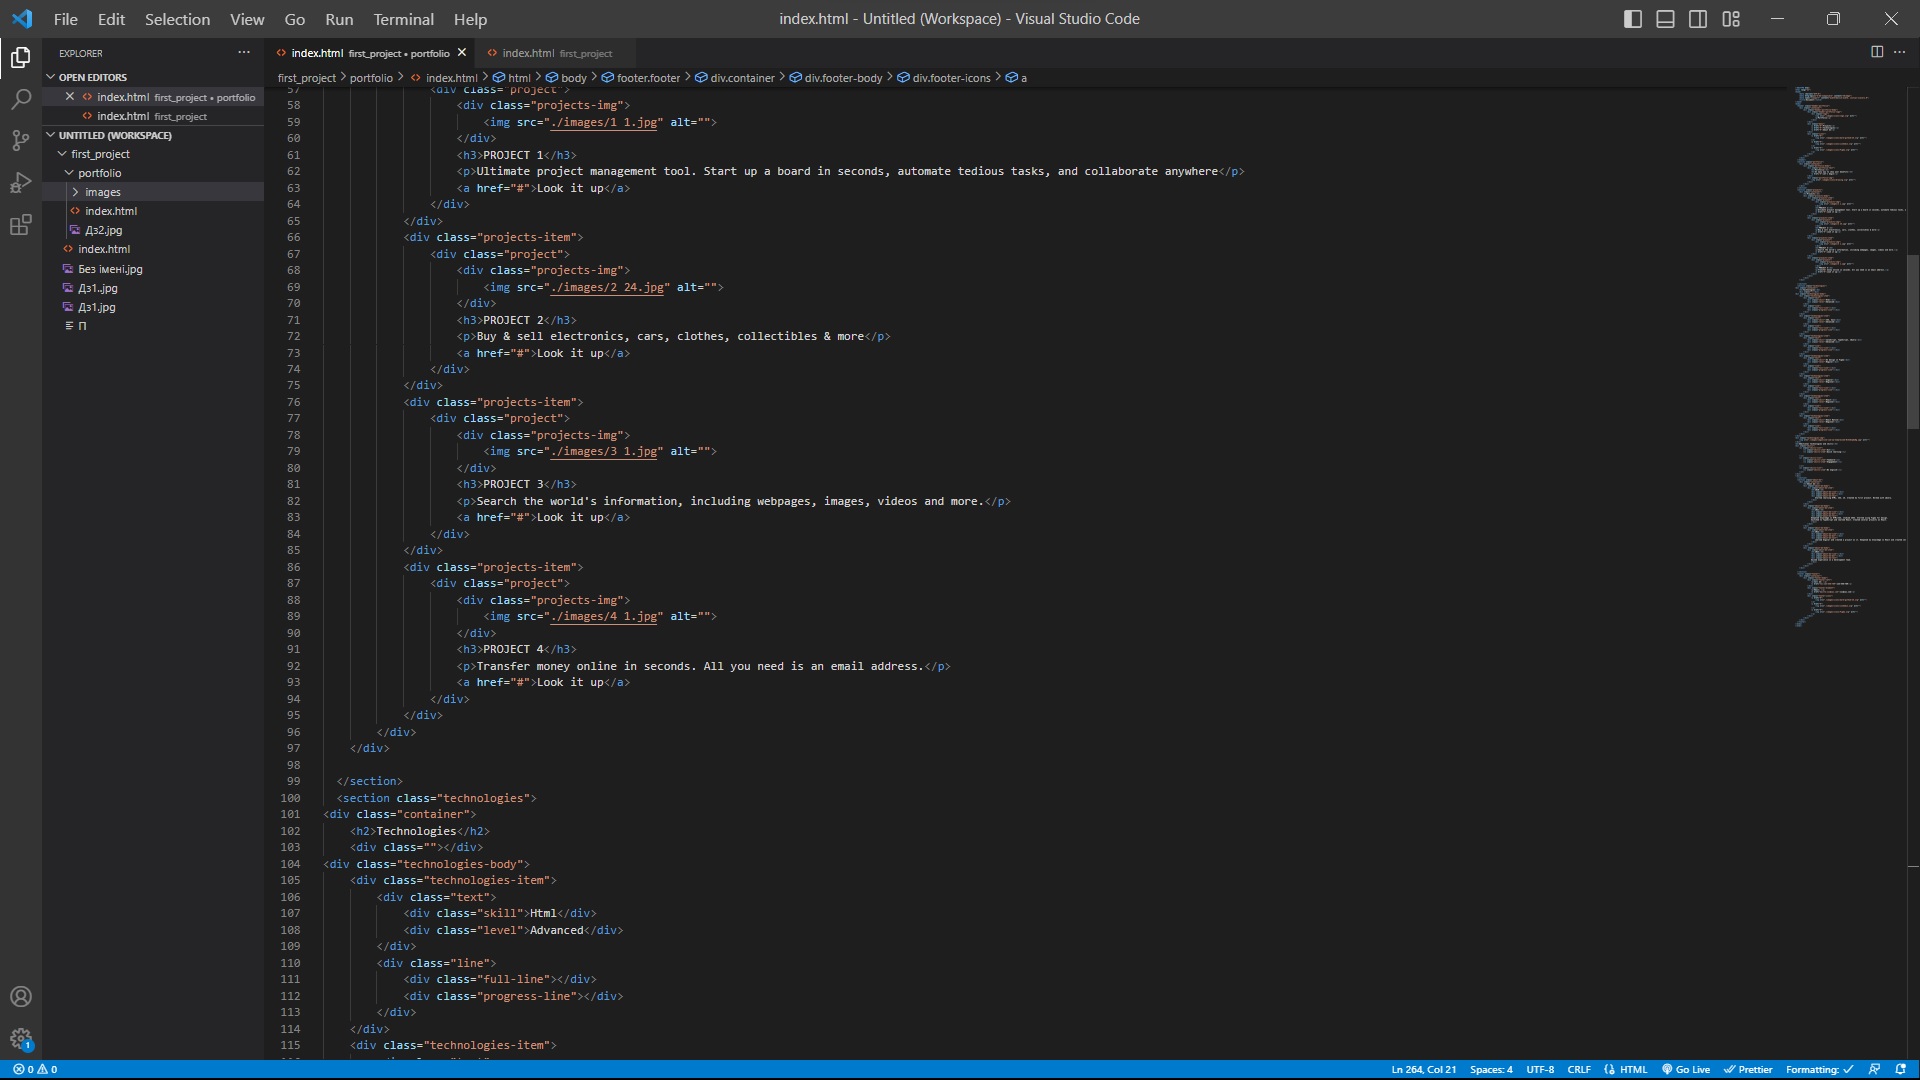 File Edit Selection View Go Run Terminal Help
index.html - Untitled (Workspace) - Visual Studio Code
EXPLORER
OPEN EDITORS
index.html first_project • portfolio
index.html first_project
UNTITLED (WORKSPACE)
first_project
portfolio
images
index.html
Дз2.jpg
index.html
Без імені.jpg
Дз1..jpg
Дз1.jpg
П
1
index.html first_project • portfolio
index.html first_project
first_project > portfolio > index.html > html > body > footer.footer > div.container > div.footer-body > div.footer-icons > a
57 <div class="project">
58 <div class="projects-img">
59 <img src="./images/1 1.jpg" alt="">
60 </div>
61 <h3>PROJECT 1</h3>
62 <p>Ultimate project management tool. Start up a board in seconds, automate tedious tasks, and collaborate anywhere</p>
63 <a href="#">Look it up</a>
64 </div>
65 </div>
66 <div class="projects-item">
67 <div class="project">
68 <div class="projects-img">
69 <img src="./images/2 24.jpg" alt="">
70 </div>
71 <h3>PROJECT 2</h3>
72 <p>Buy & sell electronics, cars, clothes, collectibles & more</p>
73 <a href="#">Look it up</a>
74 </div>
75 </div>
76 <div class="projects-item">
77 <div class="project">
78 <div class="projects-img">
79 <img src="./images/3 1.jpg" alt="">
80 </div>
81 <h3>PROJECT 3</h3>
82 <p>Search the world's information, including webpages, images, videos and more.</p>
83 <a href="#">Look it up</a>
84 </div>
85 </div>
86 <div class="projects-item">
87 <div class="project">
88 <div class="projects-img">
89 <img src="./images/4 1.jpg" alt="">
90 </div>
91 <h3>PROJECT 4</h3>
92 <p>Transfer money online in seconds. All you need is an email address.</p>
93 <a href="#">Look it up</a>
94 </div>
95 </div>
96 </div>
97 </div>
98
99 </section>
100 <section class="technologies">
101 <div class="container">
102 <h2>Technologies</h2>
103 <div class=""></div>
104 <div class="technologies-body">
105 <div class="technologies-item">
106 <div class="text">
107 <div class="skill">Html</div>
108 <div class="level">Advanced</div>
109 </div>
110 <div class="line">
111 <div class="full-line"></div>
112 <div class="progress-line"></div>
113 </div>
114 </div>
115 <div class="technologies-item">
0 0 Ln 264, Col 21 Spaces: 4 UTF-8 CRLF {} HTML Go Live Prettier Formatting: ✓